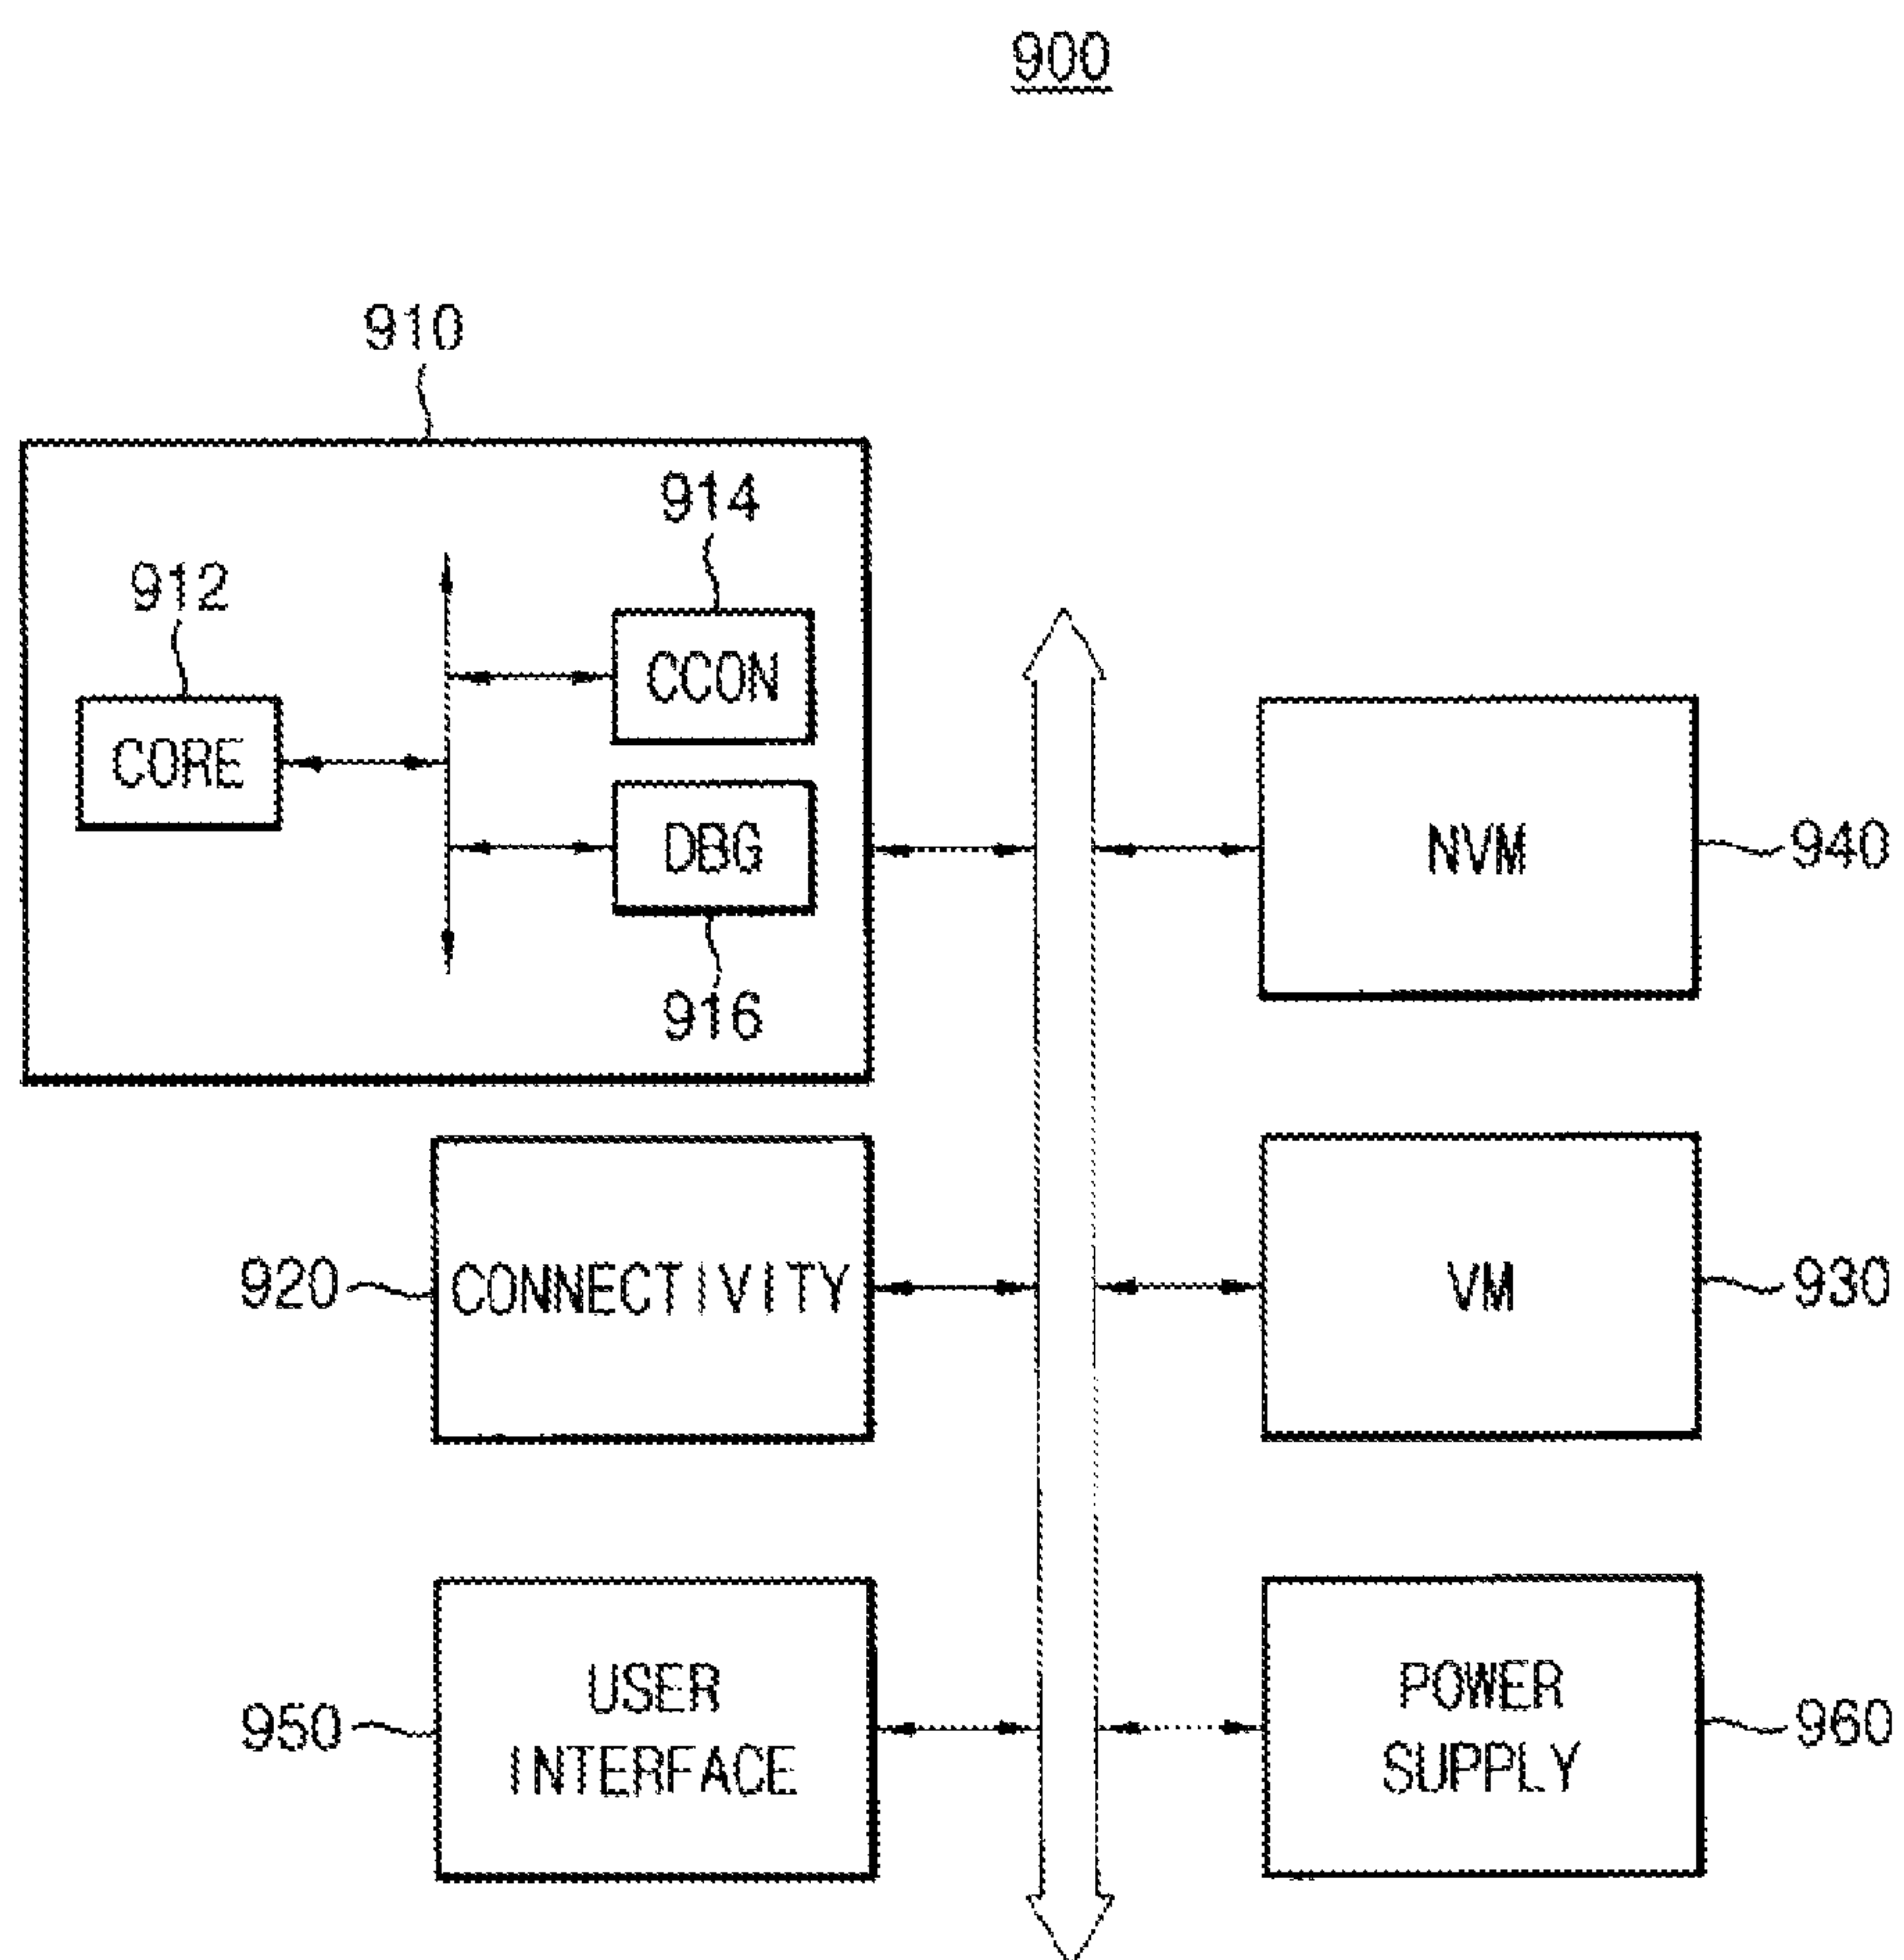 900
910
914
912
CCON
CORE
DBG
NVM
940
916
920
CONNECTIVITY
VM
930
USER
INTERFACE
950
POWER
SUPPLY
960